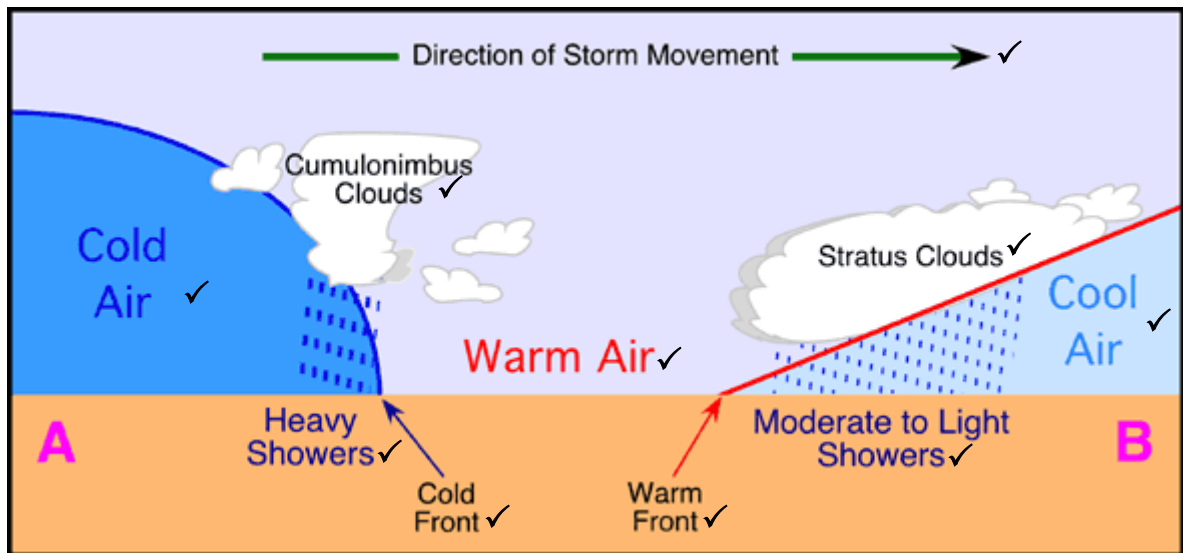 Direction of Storm Movement ✓
Cumulonimbus
Clouds ✓
Cold
Air ✓
Stratus Clouds ✓
Cool
Air ✓
Warm Air ✓
A
Heavy
Showers ✓
Moderate to Light
Showers ✓
B
Cold
Front ✓
Warm
Front ✓